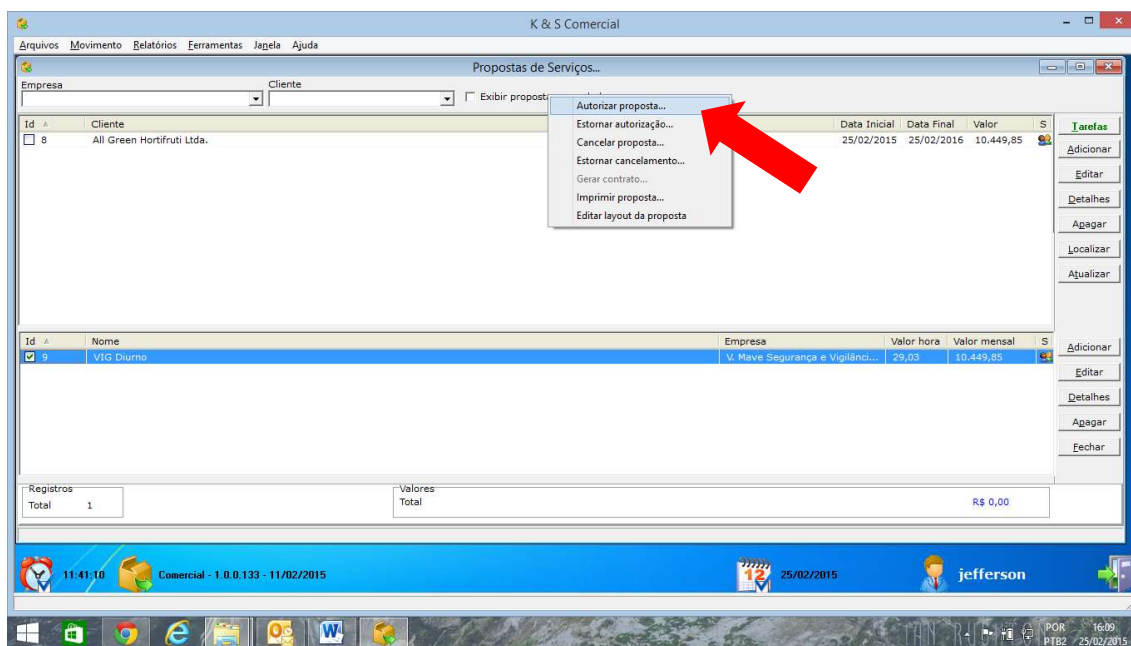 K & S Comercial
Arquivos Movimento Relatórios Ferramentas Janela Ajuda
Propostas de Serviços...
Empresa Cliente
Exibir propost
Autorizar proposta...
Estornar autorização...
Cancelar proposta...
Estornar cancelamento...
Gerar contrato...
Imprimir proposta...
Editar layout da proposta
Id Cliente Data Inicial Data Final Valor S
8 All Green Hortifruti Ltda. 25/02/2015 25/02/2016 10.449,85
Tarefas
Adicionar
Editar
Detalhes
Apagar
Localizar
Atualizar
Id Nome Empresa Valor hora Valor mensal S
9 VIG Diurno V. Mave Segurança e Vigilânci... 29,03 10.449,85
Adicionar
Editar
Detalhes
Apagar
Fechar
Registros Valores
Total 1 Total R$ 0,00
11:41:10 Comercial - 1.0.0.133 - 11/02/2015 12 25/02/2015 jefferson
POR 16:09
PTB2 25/02/2015